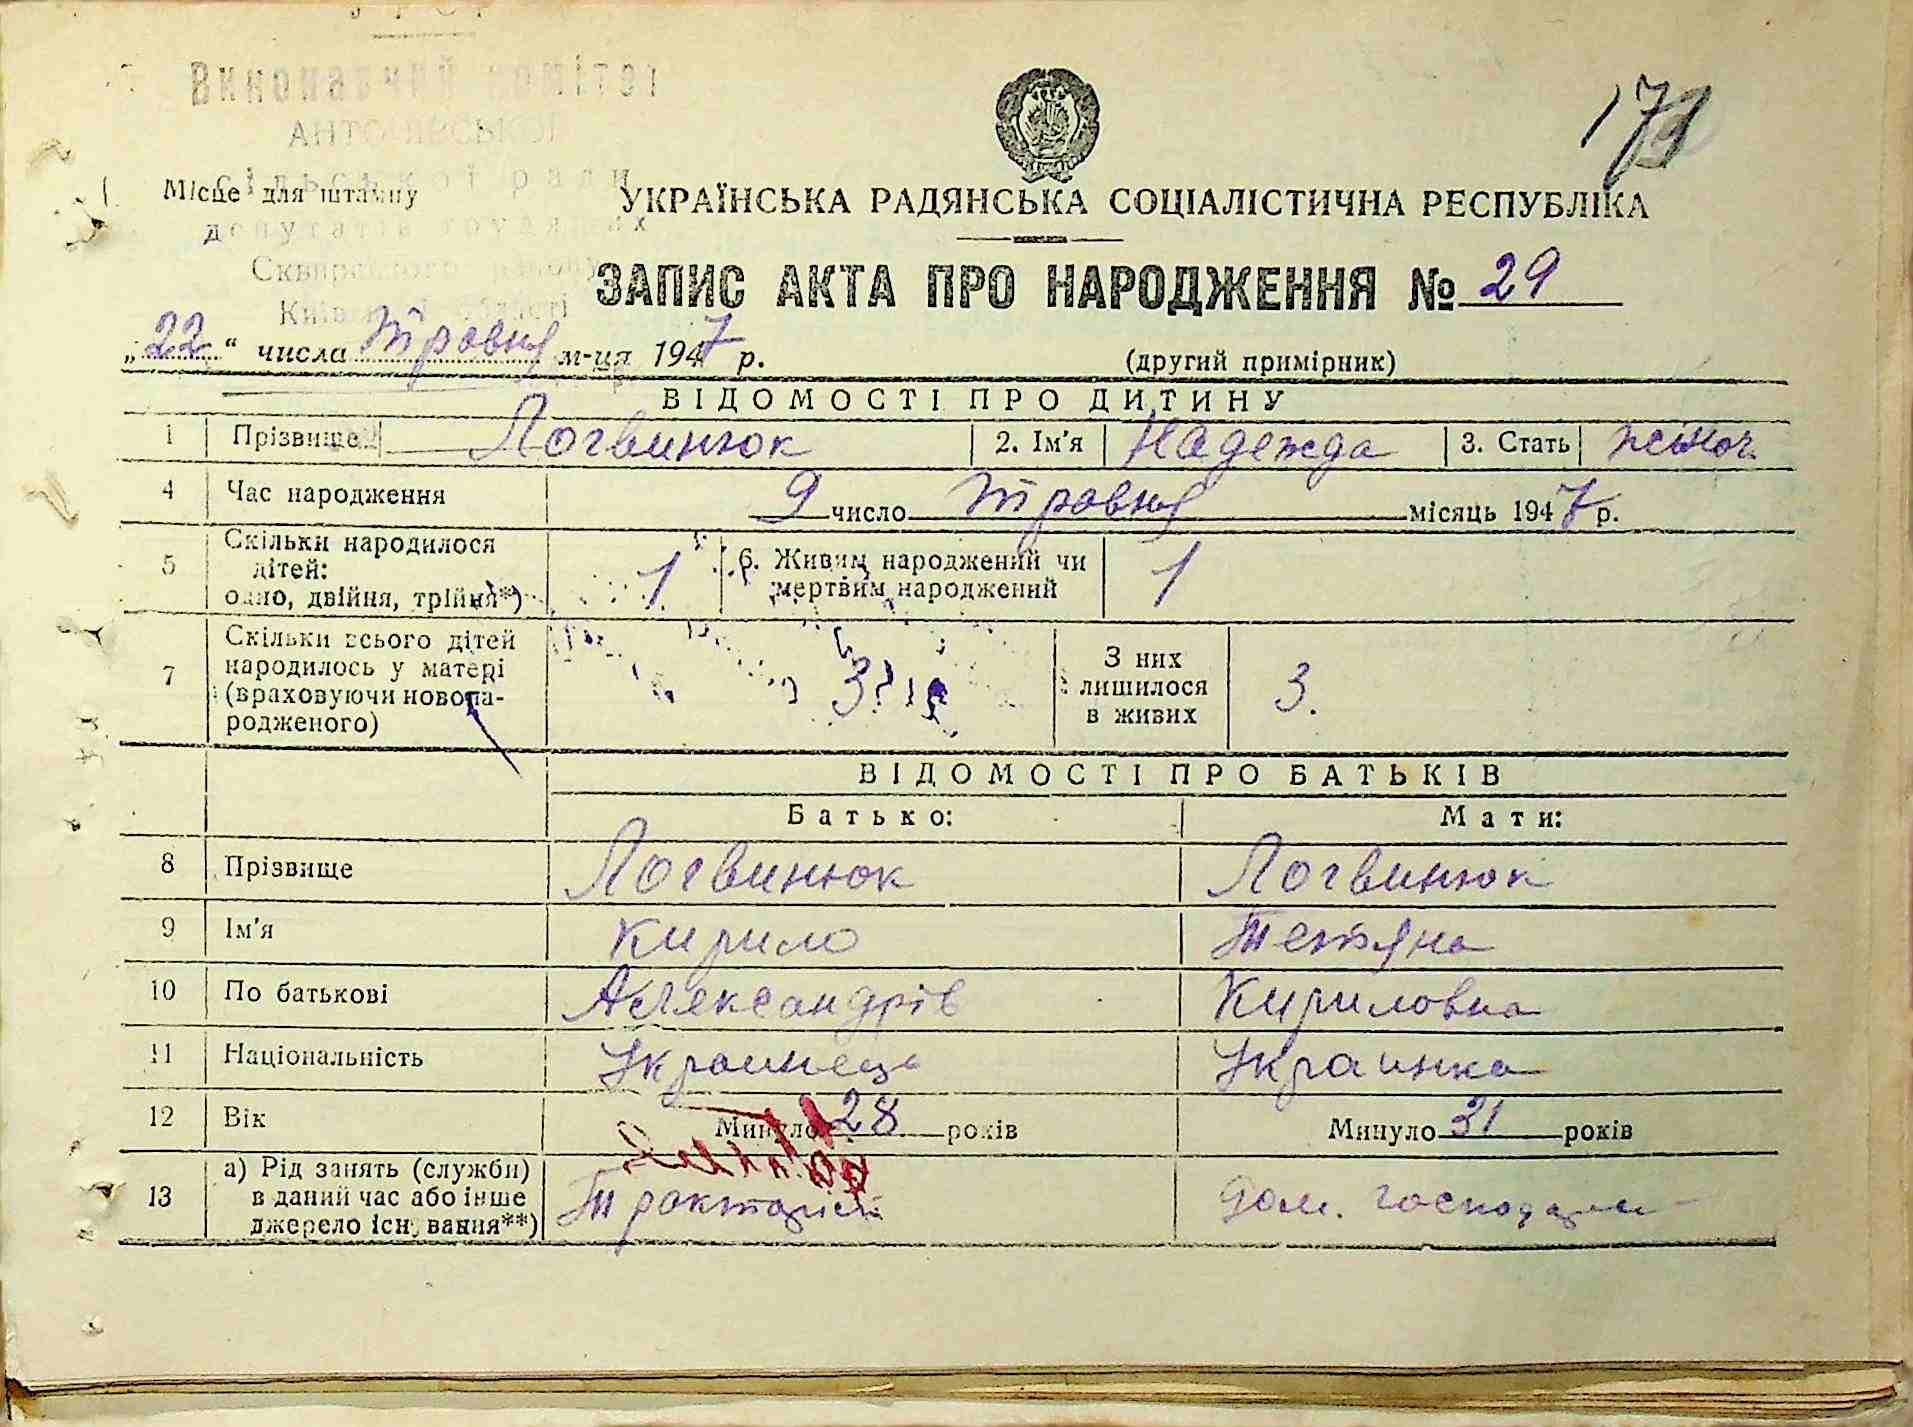 УРСР
Виконавчий комітет
АНТОНІВСЬКОЇ
сільської ради
депутатів трудящих
Сквирського району
Київської області
Місце для штампу
УКРАЇНСЬКА РАДЯНСЬКА СОЦІАЛІСТИЧНА РЕСПУБЛІКА
ЗАПИС АКТА ПРО НАРОДЖЕННЯ № 29
„22“ числа травня м-ця 1947 р. (другий примірник)
ВІДОМОСТІ ПРО ДИТИНУ
1 Прізвище Логвинюк 2. Ім'я Надежда 3. Стать жіноч.
4 Час народження 9 число травня місяць 1947 р.
5 Скільки народилося дітей: одно, двійня, трійня*) 1 6. Живим народжений чи мертвим народжений 1
7 Скільки всього дітей народилось у матері (враховуючи новонародженого) 3 З них лишилося в живих 3.
ВІДОМОСТІ ПРО БАТЬКІВ
Батько: Мати:
8 Прізвище Логвинюк Логвинюк
9 Ім'я Кирило Тетяна
10 По батькові Александрів Кириловна
11 Національність Украинець Украинка
12 Вік Минуло 28 років Минуло 31 років
13 а) Рід занять (служби) в даний час або інше джерело існування**) Дом. господарка